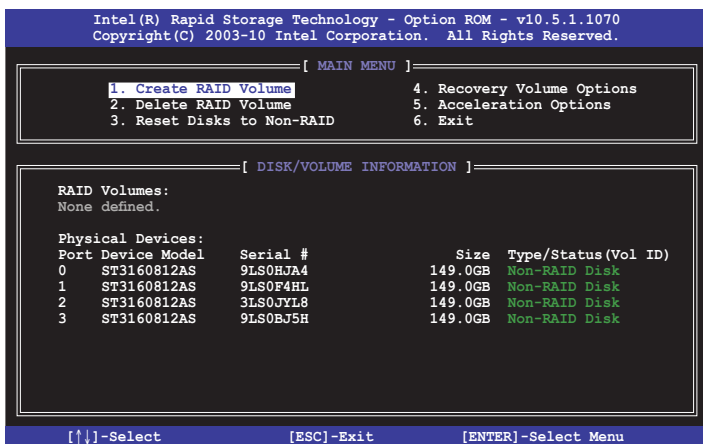 Intel(R) Rapid Storage Technology - Option ROM - v10.5.1.1070
Copyright(C) 2003-10 Intel Corporation. All Rights Reserved.
[ MAIN MENU ]
1. Create RAID Volume 4. Recovery Volume Options
2. Delete RAID Volume 5. Acceleration Options
3. Reset Disks to Non-RAID 6. Exit
[ DISK/VOLUME INFORMATION ]
RAID Volumes:
None defined.
Physical Devices:
Port Device Model Serial # Size Type/Status(Vol ID)
0 ST3160812AS 9LS0HJA4 149.0GB Non-RAID Disk
1 ST3160812AS 9LS0F4HL 149.0GB Non-RAID Disk
2 ST3160812AS 3LS0JYL8 149.0GB Non-RAID Disk
3 ST3160812AS 9LS0BJ5H 149.0GB Non-RAID Disk
[↑↓]-Select [ESC]-Exit [ENTER]-Select Menu